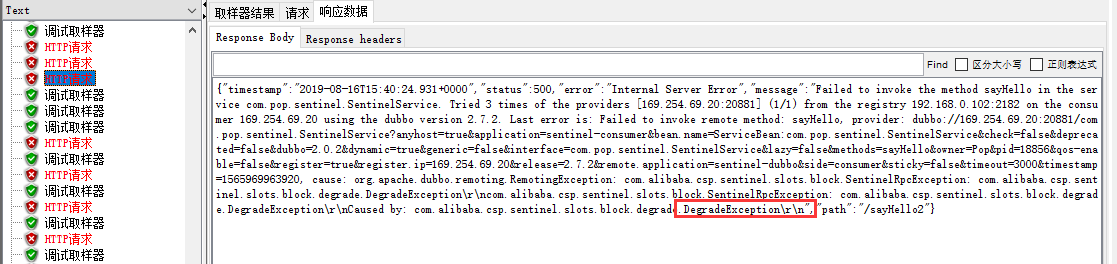 Text
调试取样器
HTTP请求
HTTP请求
HTTP请求
调试取样器
调试取样器
调试取样器
HTTP请求
调试取样器
HTTP请求
调试取样器
HTTP请求
调试取样器
HTTP请求
调试取样器
取样器结果 请求 响应数据
Response Body Response headers
Find 区分大小写 正则表达式
{"timestamp":"2019-08-16T15:40:24.931+0000","status":500,"error":"Internal Server Error","message":"Failed to invoke the method sayHello in the ser
vice com.pop.sentinel.SentinelService. Tried 3 times of the providers [169.254.69.20:20881] (1/1) from the registry 192.168.0.102:2182 on the consu
mer 169.254.69.20 using the dubbo version 2.7.2. Last error is: Failed to invoke remote method: sayHello, provider: dubbo://169.254.69.20:20881/com
.pop.sentinel.SentinelService?anyhost=true&application=sentinel-consumer&bean.name=ServiceBean:com.pop.sentinel.SentinelService&check=false&depreca
ted=false&dubbo=2.0.2&dynamic=true&generic=false&interface=com.pop.sentinel.SentinelService&lazy=false&methods=sayHello&owner=Pop&pid=18856&qos-en
able=false&register=true&register.ip=169.254.69.20&release=2.7.2&remote.application=sentinel-dubbo&side=consumer&sticky=false&timeout=3000&timestamp
=1565969963920, cause: org.apache.dubbo.remoting.RemotingException: com.alibaba.csp.sentinel.slots.block.SentinelRpcException: com.alibaba.csp.sent
inel.slots.block.degrade.DegradeException\r\ncom.alibaba.csp.sentinel.slots.block.SentinelRpcException: com.alibaba.csp.sentinel.slots.block.degrad
e.DegradeException\r\nCaused by: com.alibaba.csp.sentinel.slots.block.degrade.DegradeException\r\n","path":"/sayHello2"}